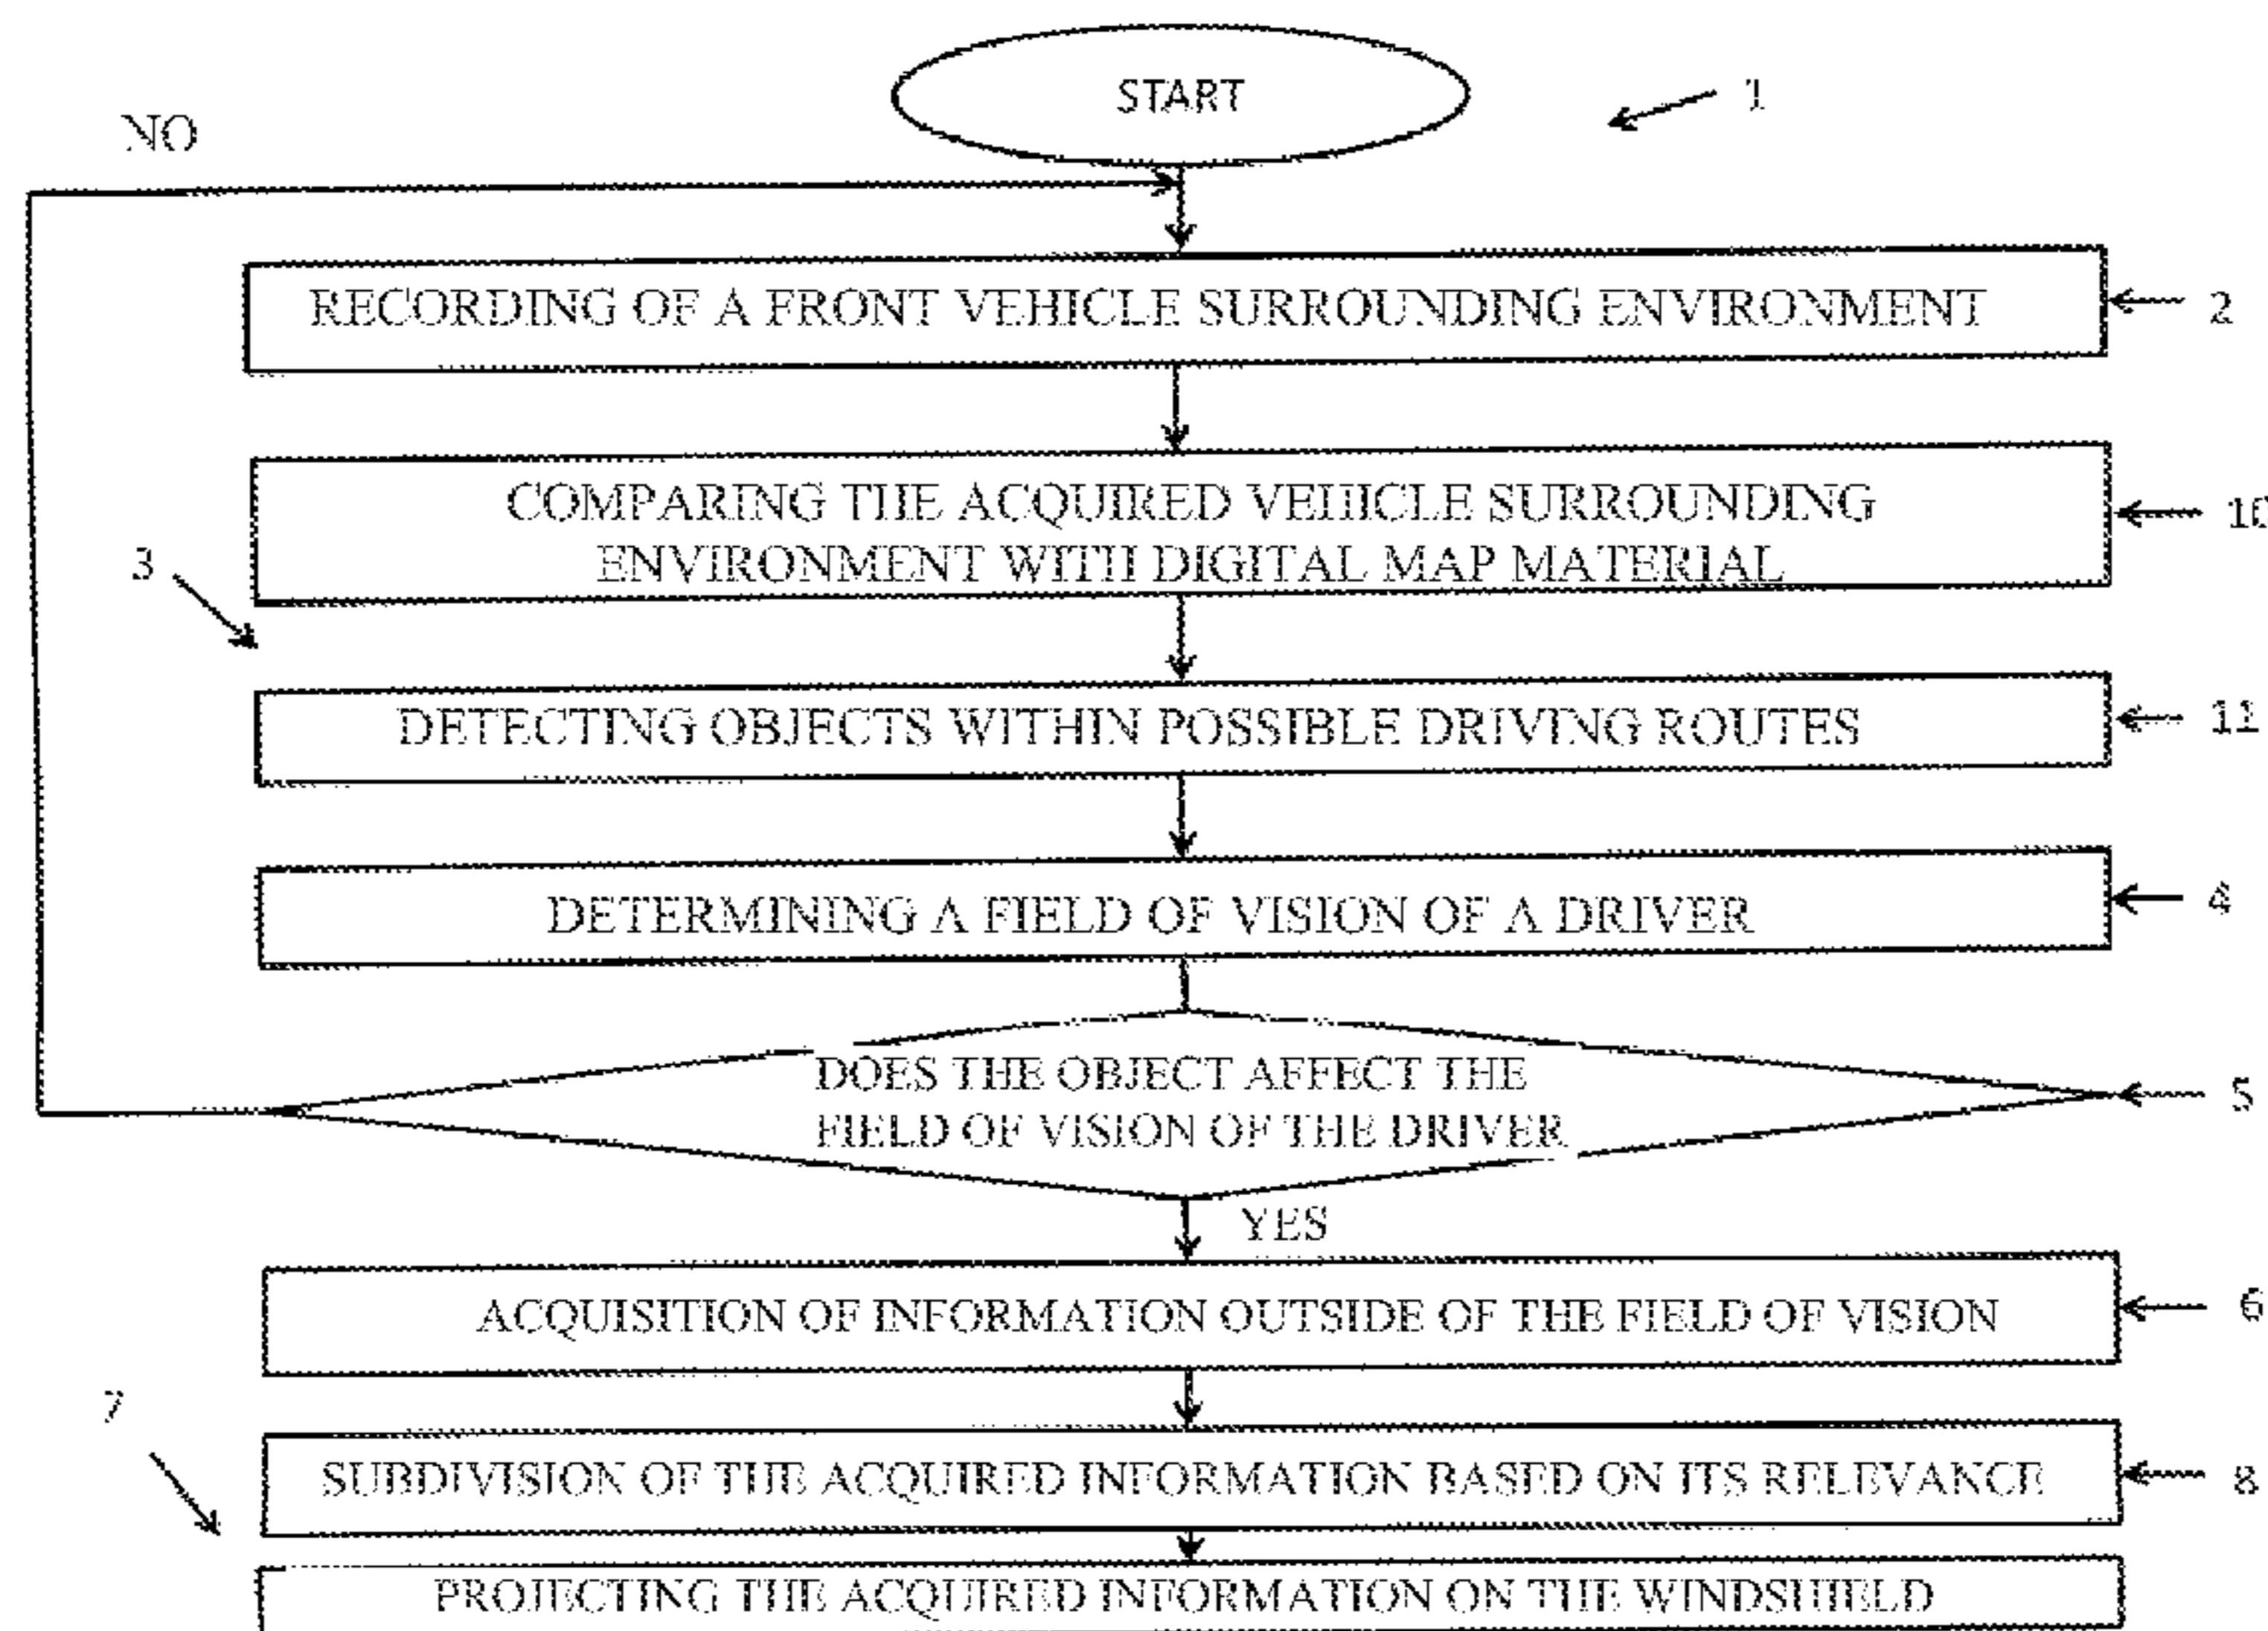 START
1
NO
RECORDING OF A FRONT VEHICLE SURROUNDING ENVIRONMENT
2
COMPARING THE ACQUIRED VEHICLE SURROUNDING
ENVIRONMENT WITH DIGITAL MAP MATERIAL
10
3
DETECTING OBJECTS WITHIN POSSIBLE DRIVING ROUTES
11
DETERMINING A FIELD OF VISION OF A DRIVER
4
DOES THE OBJECT AFFECT THE
FIELD OF VISION OF THE DRIVER
5
YES
ACQUISITION OF INFORMATION OUTSIDE OF THE FIELD OF VISION
6
7
SUBDIVISION OF THE ACQUIRED INFORMATION BASED ON ITS RELEVANCE
8
PROJECTING THE ACQUIRED INFORMATION ON THE WINDSHIELD